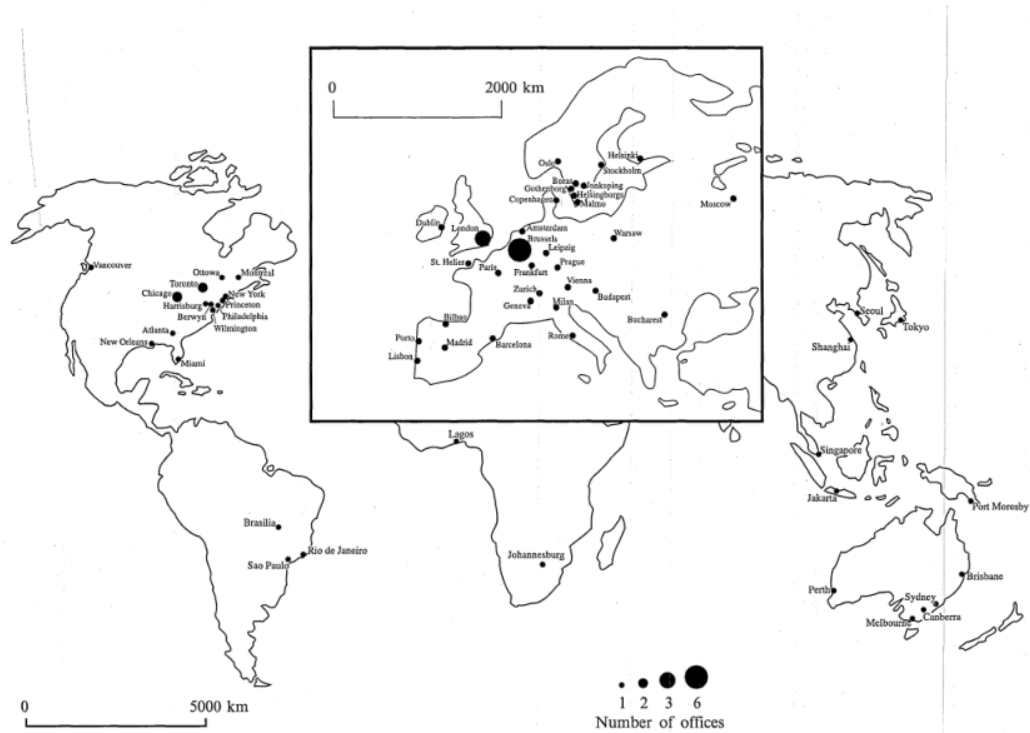 0 2000 km
Oslo
Helsinki
Stockholm
Boras
Jonkoping
Gothenburg
Helsingborgs
Copenhagen
Malmo
Moscow
Dublin
London
Amsterdam
Brussels
Warsaw
Leipzig
St. Helier
Paris
Frankfurt
Prague
Vienna
Zurich
Budapest
Geneva
Milan
Bucharest
Bilbao
Porto
Madrid
Barcelona
Rome
Lisbon
Vancouver
Ottowa
Montreal
Toronto
Chicago
New York
Harrisburg
Princeton
Berwyn
Philadelphia
Wilmington
Atlanta
New Orleans
Miami
Seoul
Tokyo
Shanghai
Lagos
Singapore
Jakarta
Port Moresby
Brasilia
Rio de Janeiro
Sao Paulo
Johannesburg
Perth
Brisbane
Sydney
Canberra
Melbourne
0 5000 km
1 2 3 6
Number of offices